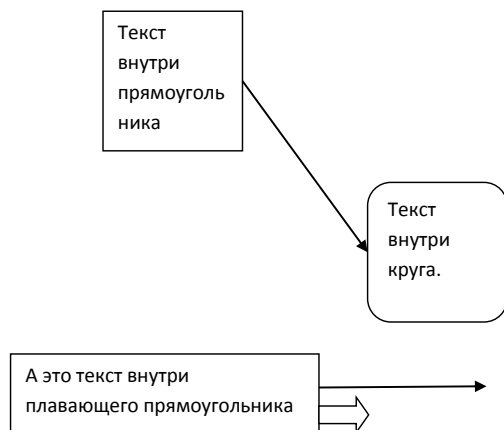 Текст
внутри
прямоуголь
ника
Текст
внутри
круга.
А это текст внутри
плавающего прямоугольника